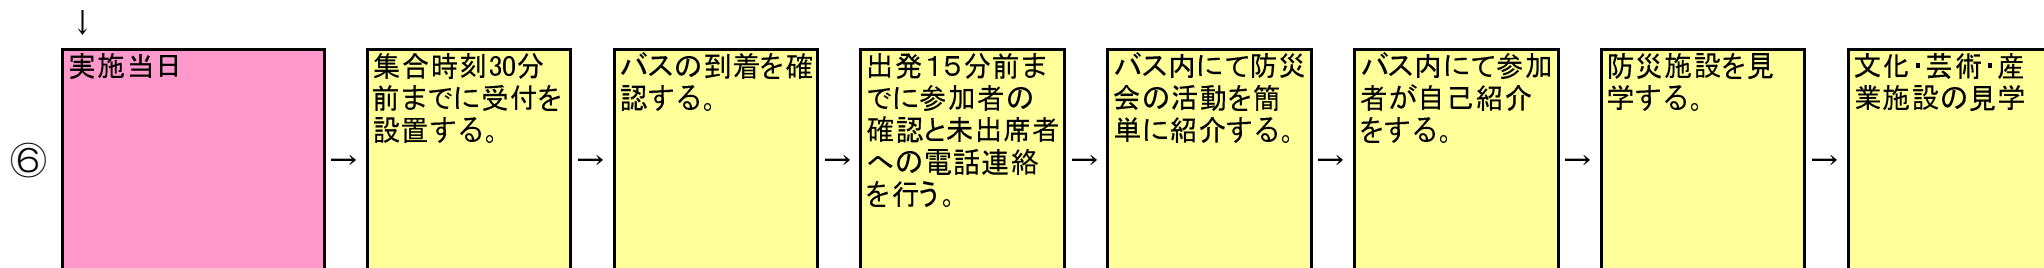 ↓
⑥
実施当日
→
集合時刻30分
前までに受付を
設置する。
→
バスの到着を確
認する。
→
出発15分前ま
でに参加者の
確認と未出席者
への電話連絡
を行う。
→
バス内にて防災
会の活動を簡
単に紹介する。
→
バス内にて参加
者が自己紹介
をする。
→
防災施設を見
学する。
→
文化・芸術・産
業施設の見学